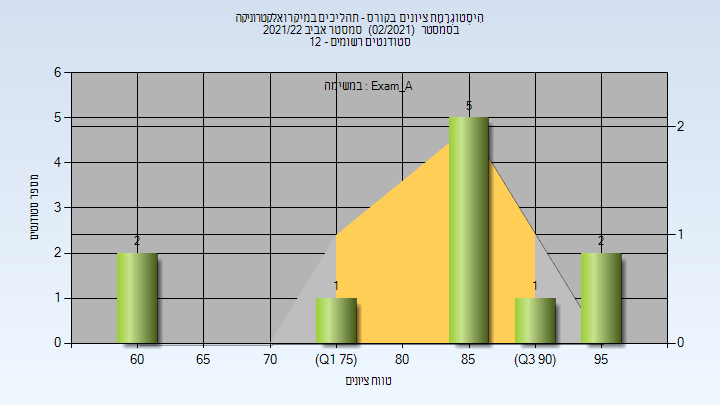 היסטוגרמת ציונים בקורס - תהליכים במיקרואלקטרוניקה
בסמסטר (02/2021) סמסטר אביב 2021/22
סטודנטים רשומים - 12
במשימה : Exam_A
מספר סטודנטים
6
5
4
3
2
1
0
2
1
0
2
1
5
1
2
60
65
70
(Q1 75)
80
85
(Q3 90)
95
טווח ציונים